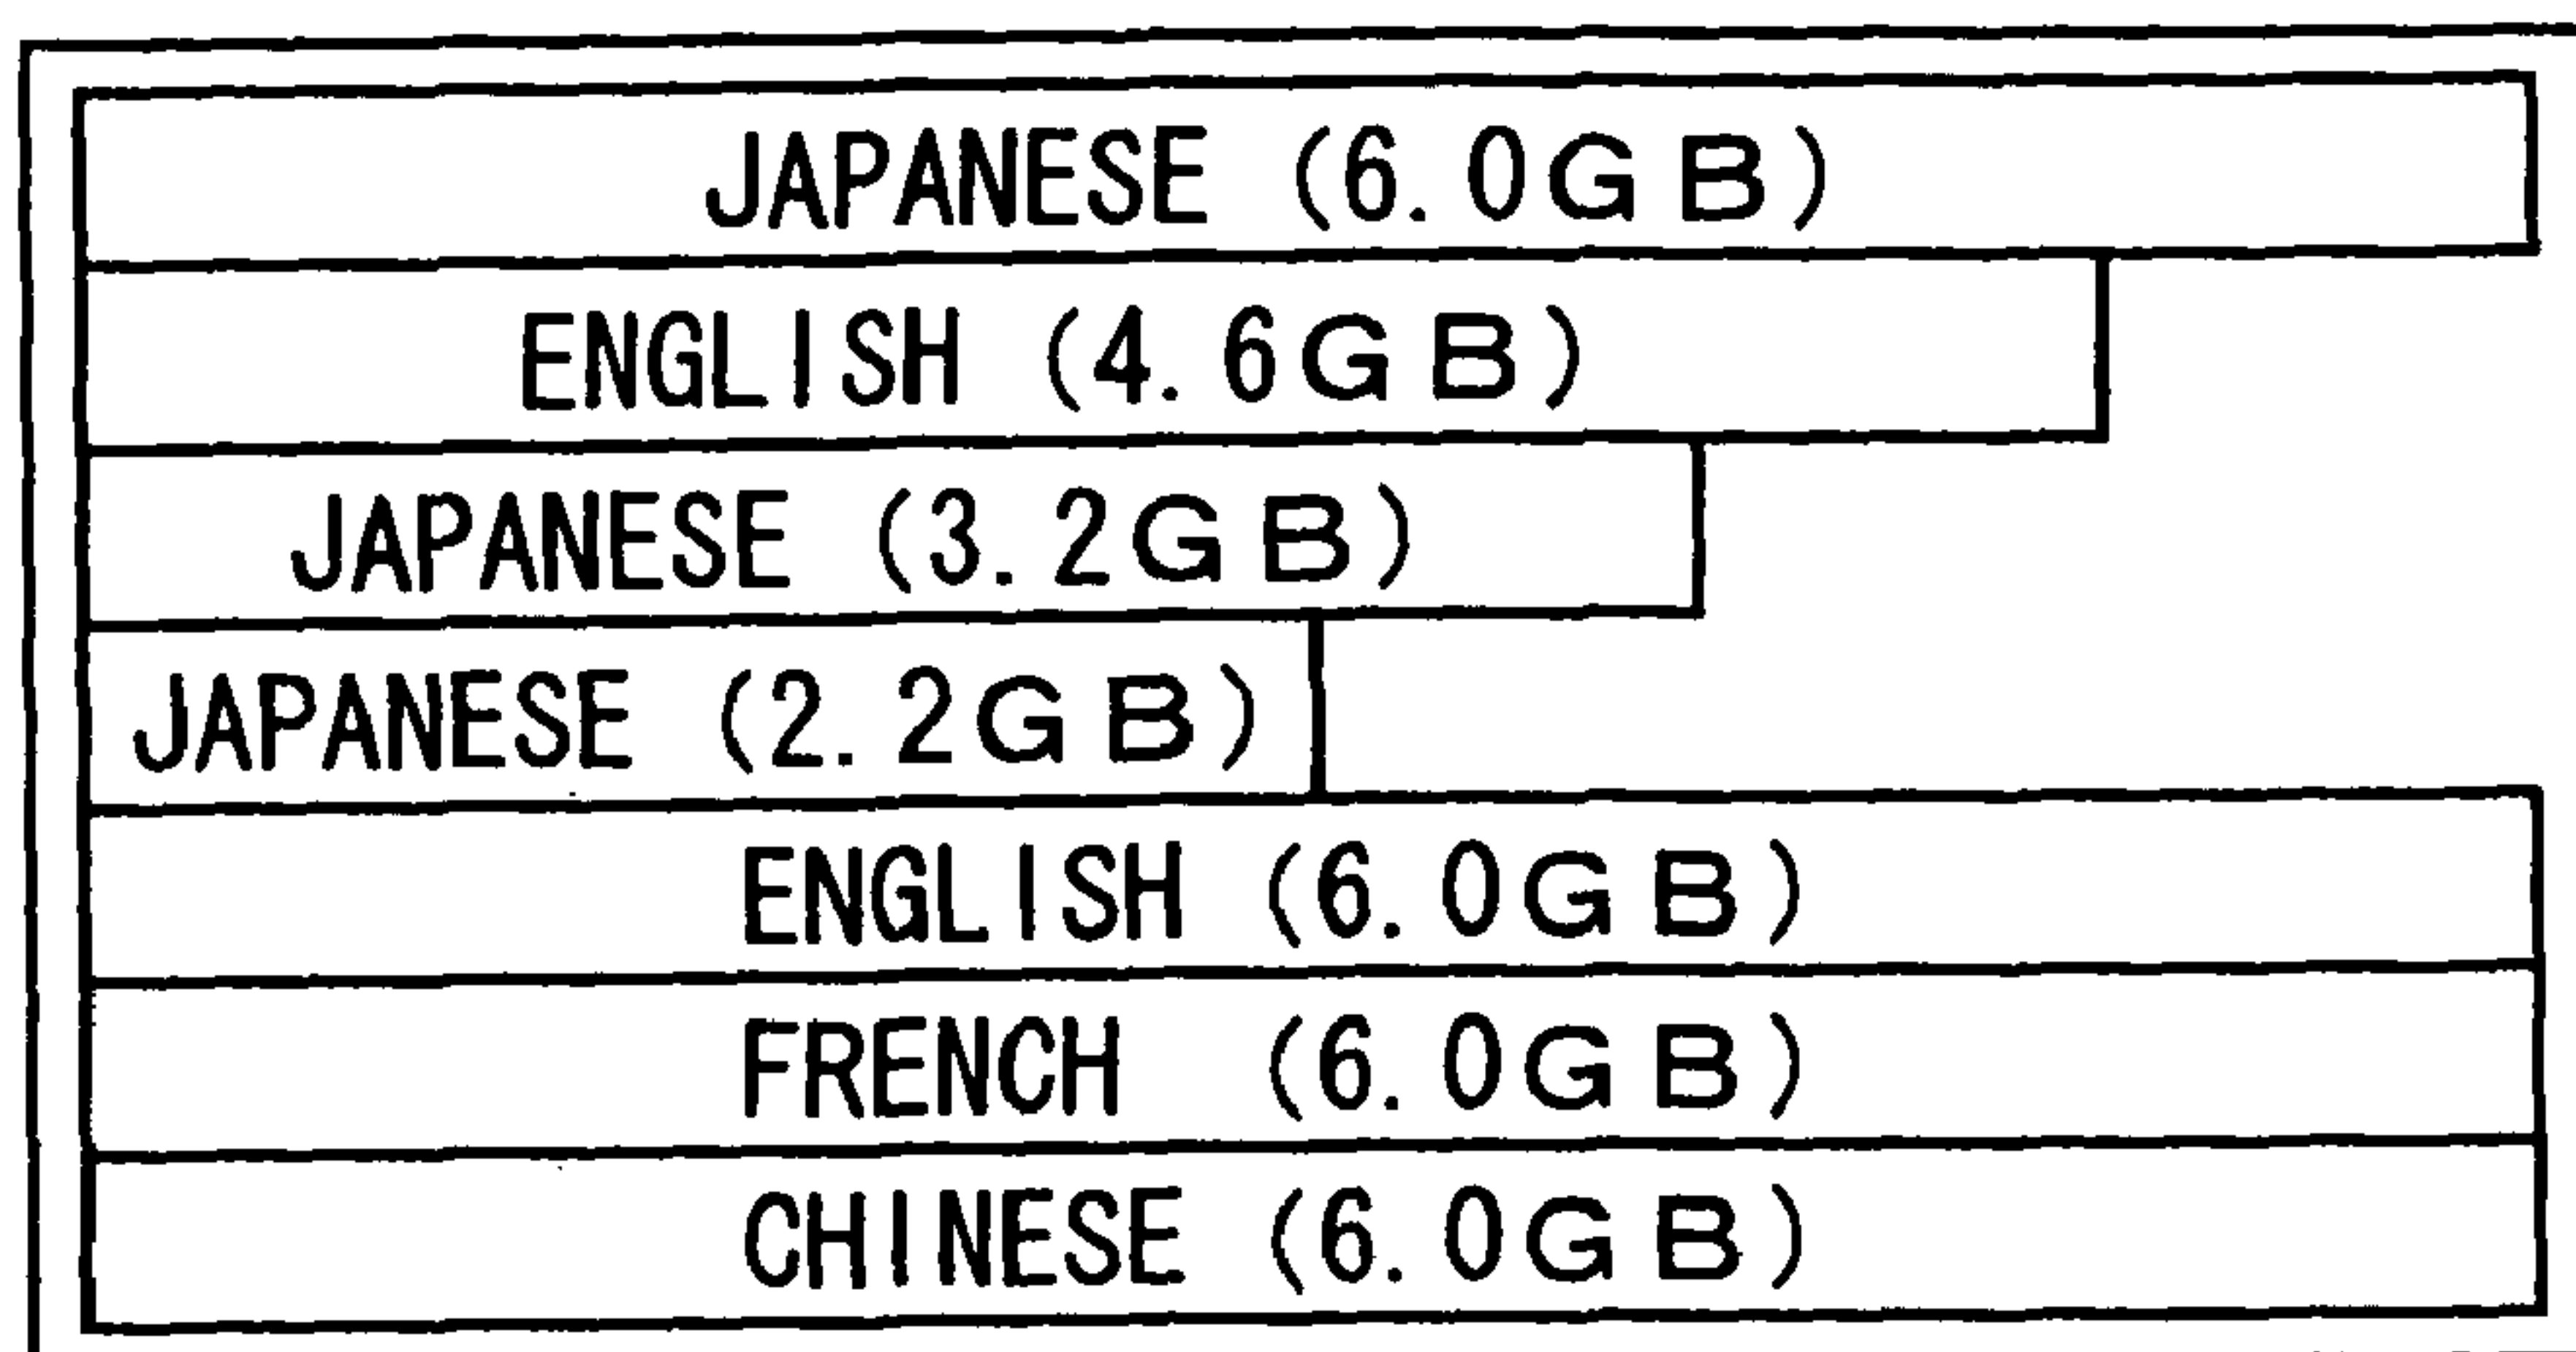 JAPANESE (6.0GB)
ENGLISH (4.6GB)
JAPANESE (3.2GB)
JAPANESE (2.2GB)
ENGLISH (6.0GB)
FRENCH (6.0GB)
CHINESE (6.0GB)